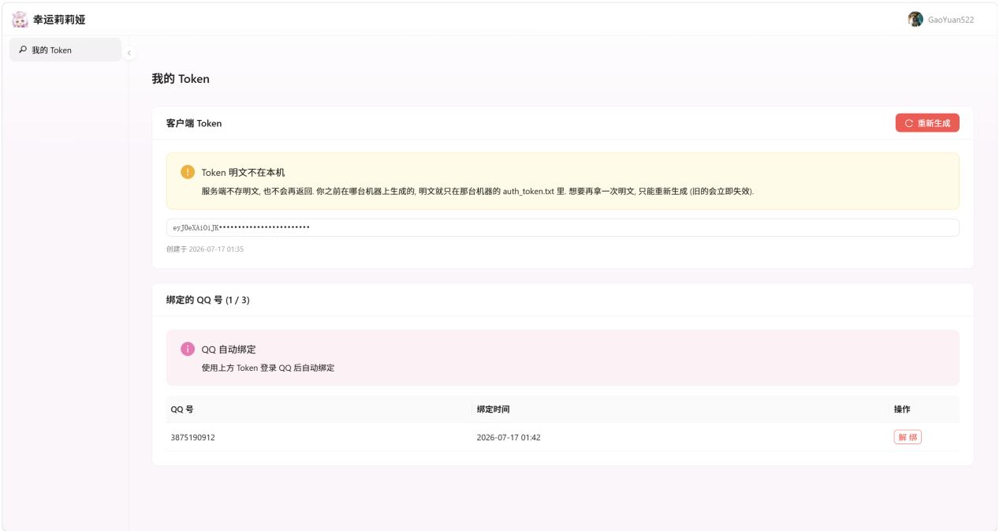 幸运莉莉娅
GaoYuan522
我的 Token
我的 Token
客户端 Token
重新生成
Token 明文不在本机
服务端不存明文, 也不会再返回. 你之前在哪台机器上生成的, 明文就只在那台机器的 auth_token.txt 里. 想要再拿一次明文, 只能重新生成 (旧的会立即失效).
eyJ0eXAiOiJK••••••••••••••••••••••••
创建于 2026-07-17 01:35
绑定的 QQ 号 (1 / 3)
QQ 自动绑定
使用上方 Token 登录 QQ 后自动绑定
QQ 号 绑定时间 操作
3875190912 2026-07-17 01:42 解 绑